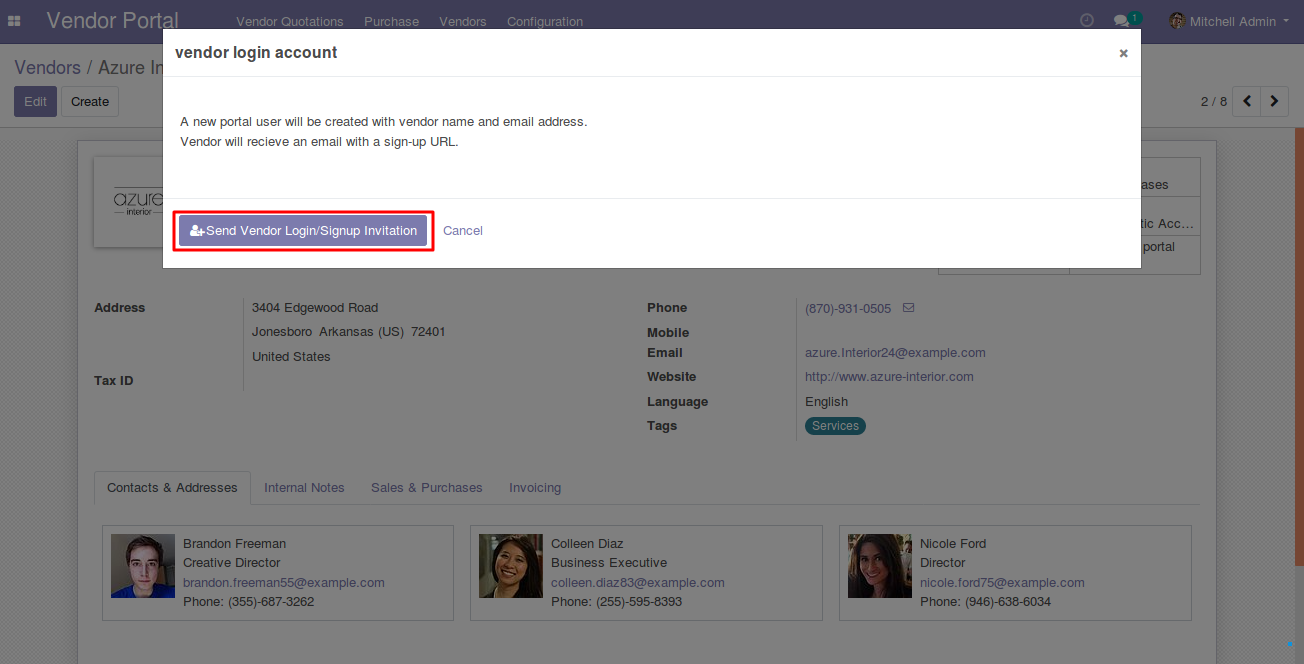 Vendor Portal Vendor Quotations Purchase Vendors Configuration 1 Mitchell Admin
vendor login account ×
Vendors / Azure In
Edit Create 2 / 8
A new portal user will be created with vendor name and email address.
Vendor will recieve an email with a sign-up URL.
ases
azure
interior
tic Acc...
Send Vendor Login/Signup Invitation Cancel
portal
Address 3404 Edgewood Road
Jonesboro Arkansas (US) 72401
United States
Tax ID
Phone (870)-931-0505
Mobile
Email azure.Interior24@example.com
Website http://www.azure-interior.com
Language English
Tags Services
Contacts & Addresses Internal Notes Sales & Purchases Invoicing
Brandon Freeman
Creative Director
brandon.freeman55@example.com
Phone: (355)-687-3262
Colleen Diaz
Business Executive
colleen.diaz83@example.com
Phone: (255)-595-8393
Nicole Ford
Director
nicole.ford75@example.com
Phone: (946)-638-6034